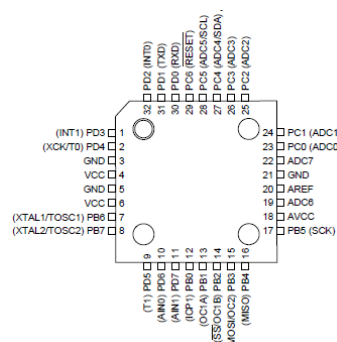 PD2 (INT0)
PD1 (TXD)
PD0 (RXD)
PC6 (RESET)
PC5 (ADC5/SCL)
PC4 (ADC4/SDA)
PC3 (ADC3)
PC2 (ADC2)
32 31 30 29 28 27 26 25
(INT1) PD3 1
(XCK/T0) PD4 2
GND 3
VCC 4
GND 5
VCC 6
(XTAL1/TOSC1) PB6 7
(XTAL2/TOSC2) PB7 8
24 PC1 (ADC1
23 PC0 (ADC0
22 ADC7
21 GND
20 AREF
19 ADC6
18 AVCC
17 PB5 (SCK)
9 10 11 12 13 14 15 16
(T1) PD5
(AIN0) PD6
(AIN1) PD7
(ICP1) PB0
(OC1A) PB1
(SS/OC1B) PB2
MOSI/OC2) PB3
(MISO) PB4